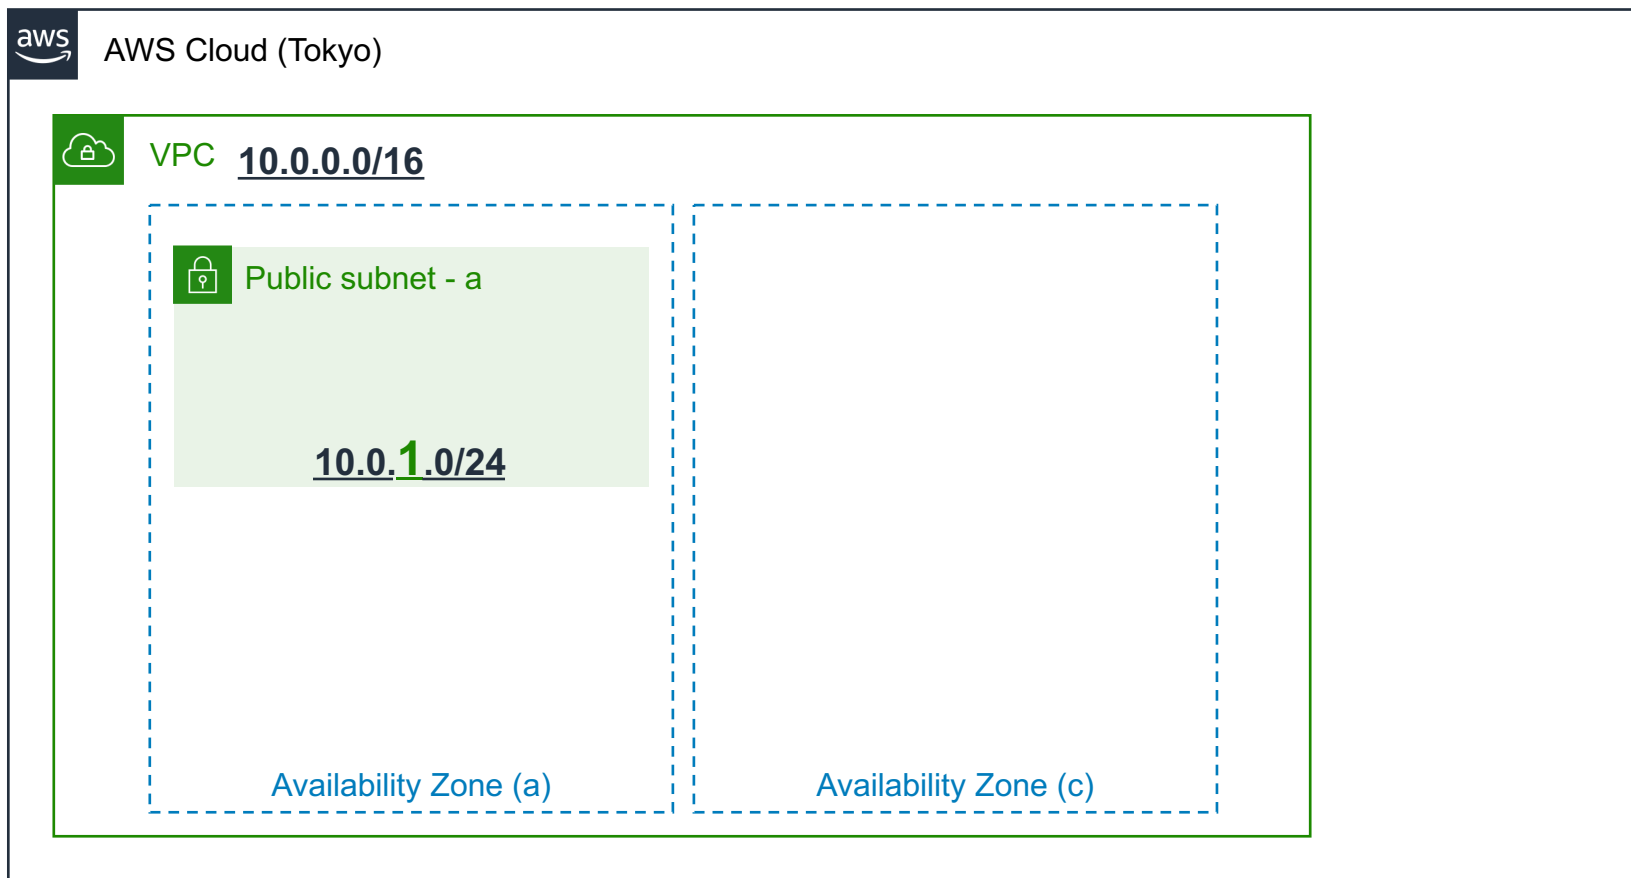 aws
AWS Cloud (Tokyo)
VPC 10.0.0.0/16
Public subnet - a
10.0.1.0/24
Availability Zone (a)
Availability Zone (c)